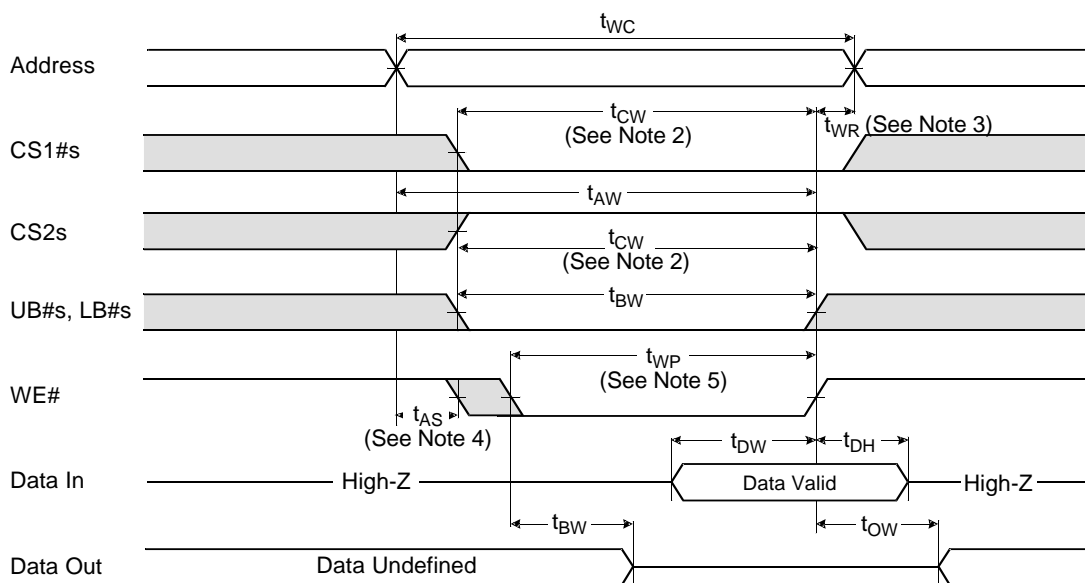 tWC
Address
tCW
(See Note 2)
tWR (See Note 3)
CS1#s
tAW
CS2s
tCW
(See Note 2)
UB#s, LB#s
tBW
tWP
(See Note 5)
WE#
tAS
(See Note 4)
tDW
tDH
Data In
High-Z
Data Valid
High-Z
tBW
tOW
Data Out
Data Undefined